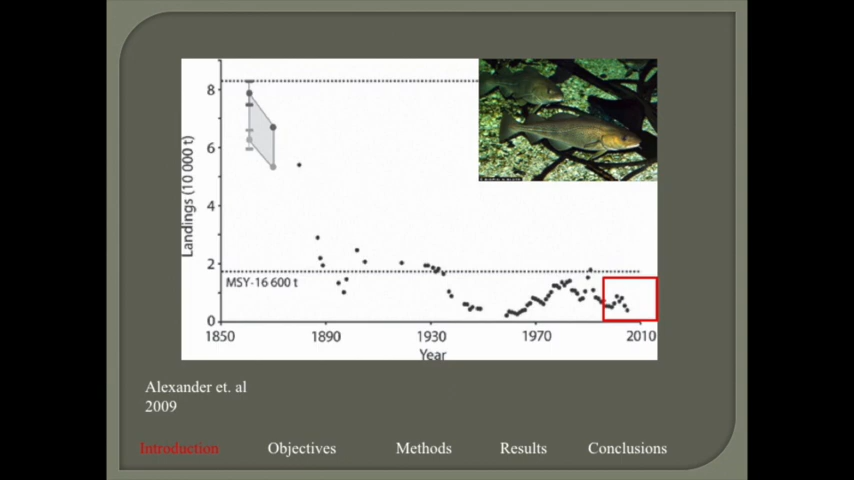 8
6
4
2
0
Landings (10 000 t)
MSY-16 600 t
1850 1890 1930 1970 2010
Year
Alexander et. al
2009
Introduction Objectives Methods Results Conclusions